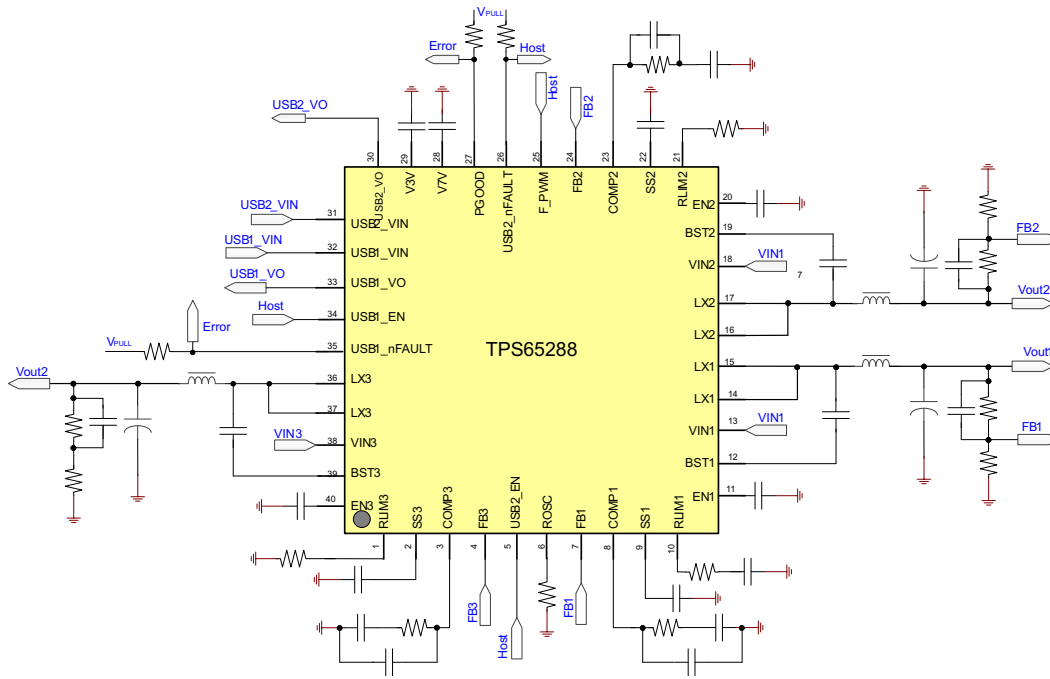 VPULL
Error
Host
Host
FB2
USB2_VO
30
29
28
27
26
25
24
23
22
21
USB2_VO
V3V
V7V
PGOOD
USB2_nFAULT
F_PWM
FB2
COMP2
SS2
RLIM2
USB2_VIN
31
USB2_VIN
USB1_VIN
32
USB1_VIN
USB1_VO
33
USB1_VO
Host
34
USB1_EN
Error
VPULL
35
USB1_nFAULT
Vout2
36
LX3
37
LX3
VIN3
38
VIN3
39
BST3
40
EN3
TPS65288
20
EN2
19
BST2
VIN1
18
VIN2
7
17
LX2
16
LX2
FB2
Vout2
15
LX1
Vout1
14
LX1
VIN1
13
VIN1
FB1
12
BST1
11
EN1
RLIM3
SS3
COMP3
FB3
USB2_EN
ROSC
FB1
COMP1
SS1
RLIM1
1
2
3
4
5
6
7
8
9
10
FB3
Host
FB1